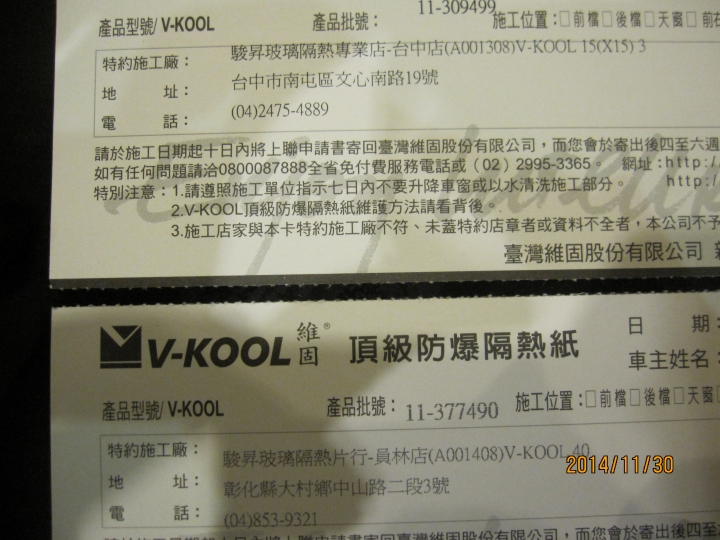 產品型號/ V-KOOL 產品批號： 11-309499 施工位置：□前檔□後檔□天窗□前
特約施工廠： 駿昇玻璃隔熱專業店-台中店(A001308)V-KOOL 15(X15) 3
地 址： 台中市南屯區文心南路19號
電 話： (04)2475-4889
請於施工日期起十日內將上聯申請書寄回臺灣維固股份有限公司，而您會於寄出後四至六週
如有任何問題請洽0800087888全省免付費服務電話或（02）2995-3365。 網址:http:/
特別注意：1.請遵照施工單位指示七日內不要升降車窗或以水清洗施工部分。 http:/
2.V-KOOL頂級防爆隔熱紙維護方法請看背後。
3.施工店家與本卡特約施工廠不符、未蓋特約店章者或資料不全者，本公司不予
臺灣維固股份有限公司
V-KOOL 維固® 頂級防爆隔熱紙 日 期：
車主姓名：
產品型號/ V-KOOL 產品批號： 11-377490 施工位置：□前檔□後檔□天窗
特約施工廠： 駿昇玻璃隔熱片行-員林店(A001408)V-KOOL 40
地 址： 彰化縣大村鄉中山路二段3號
電 話： (04)853-9321
2014/11/30